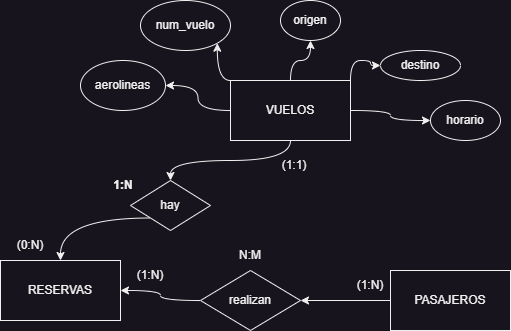 origen
num_vuelo
destino
aerolineas
VUELOS
horario
(1:1)
1:N
hay
(0:N)
N:M
(1:N)
(1:N)
RESERVAS
realizan
PASAJEROS